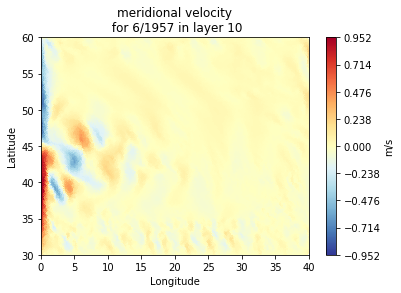 meridional velocity
for 6/1957 in layer 10
60
55
50
45
40
35
30
Latitude
0 5 10 15 20 25 30 35 40
Longitude
0.952
0.714
0.476
0.238
0.000
−0.238
−0.476
−0.714
−0.952
m/s